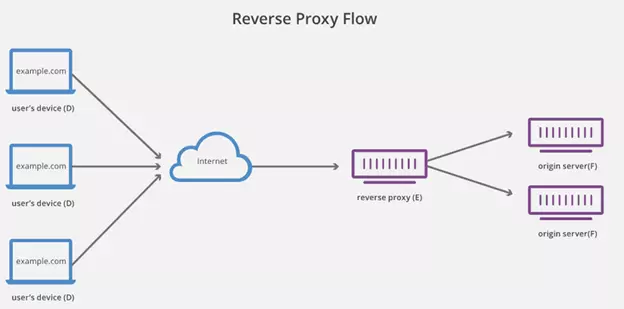 Reverse Proxy Flow
example.com
user's device (D)
example.com
user's device (D)
example.com
user's device (D)
Internet
reverse proxy (E)
origin server(F)
origin server(F)